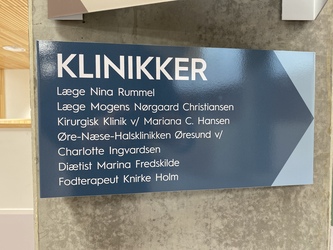 KLINIKKER
Læge Nina Rummel
Læge Mogens Nørgaard Christiansen
Kirurgisk Klinik v/ Mariana C. Hansen
Øre-Næse-Halsklinikken Øresund v/
Charlotte Ingvardsen
Diætist Marina Fredskilde
Fodterapeut Knirke Holm